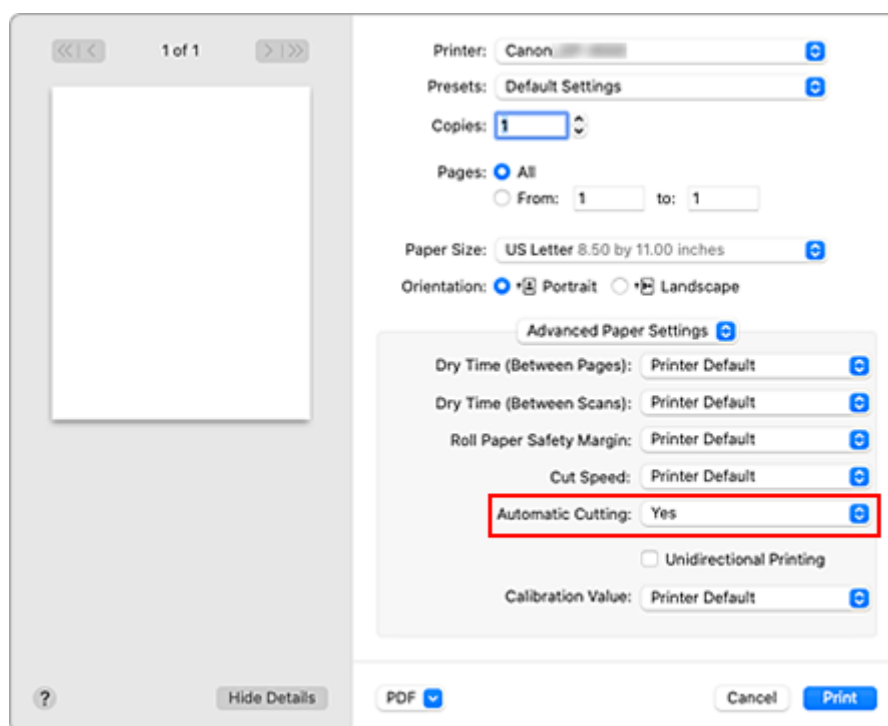 1 of 1
Printer: Canon
Presets: Default Settings
Copies: 1
Pages: All
From: 1 to: 1
Paper Size: US Letter 8.50 by 11.00 inches
Orientation: Portrait Landscape
Advanced Paper Settings
Dry Time (Between Pages): Printer Default
Dry Time (Between Scans): Printer Default
Roll Paper Safety Margin: Printer Default
Cut Speed: Printer Default
Automatic Cutting: Yes
Unidirectional Printing
Calibration Value: Printer Default
? Hide Details PDF Cancel Print